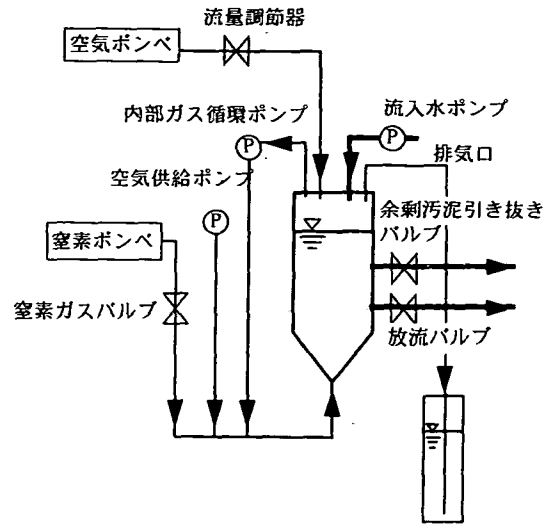 流量調節器
空気ボンベ
内部ガス循環ポンプ
流入水ポンプ
P
P
排気口
空気供給ポンプ
余剰汚泥引き抜き
バルブ
P
窒素ボンベ
窒素ガスバルブ
放流バルブ